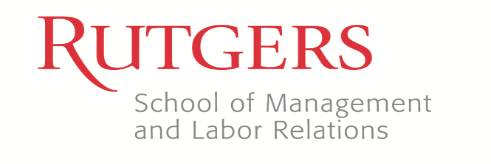 RUTGERS
School of Management
and Labor Relations